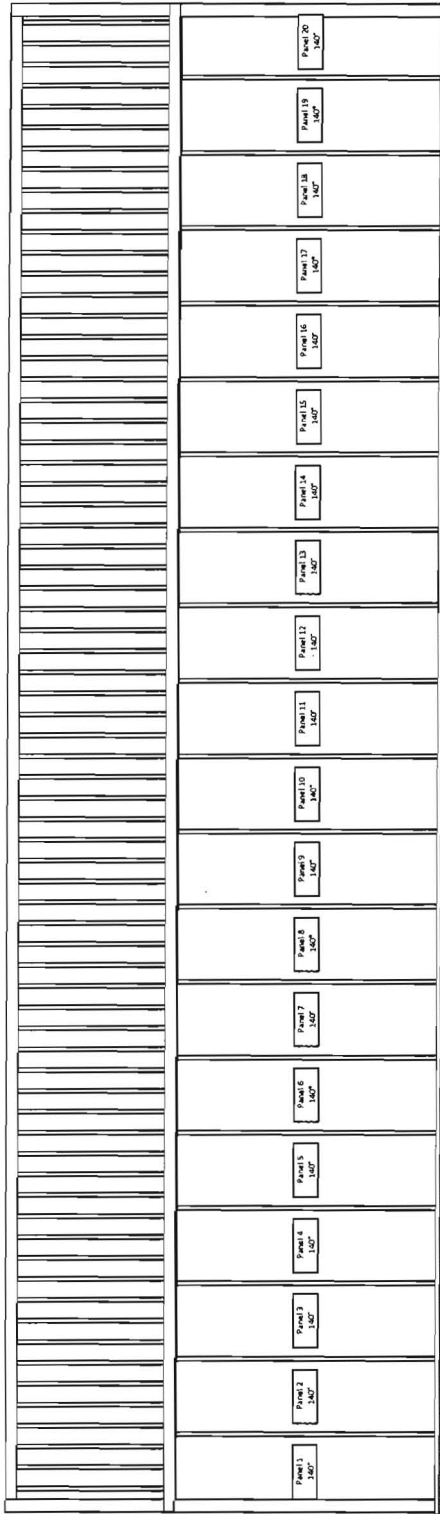 Panel 20
140"
Panel 19
140"
Panel 18
140"
Panel 17
140"
Panel 16
140"
Panel 15
140"
Panel 14
140"
Panel 13
140"
Panel 12
140"
Panel 11
140"
Panel 10
140"
Panel 9
140"
Panel 8
140"
Panel 7
140"
Panel 6
140"
Panel 5
140"
Panel 4
140"
Panel 3
140"
Panel 2
140"
Panel 1
140"